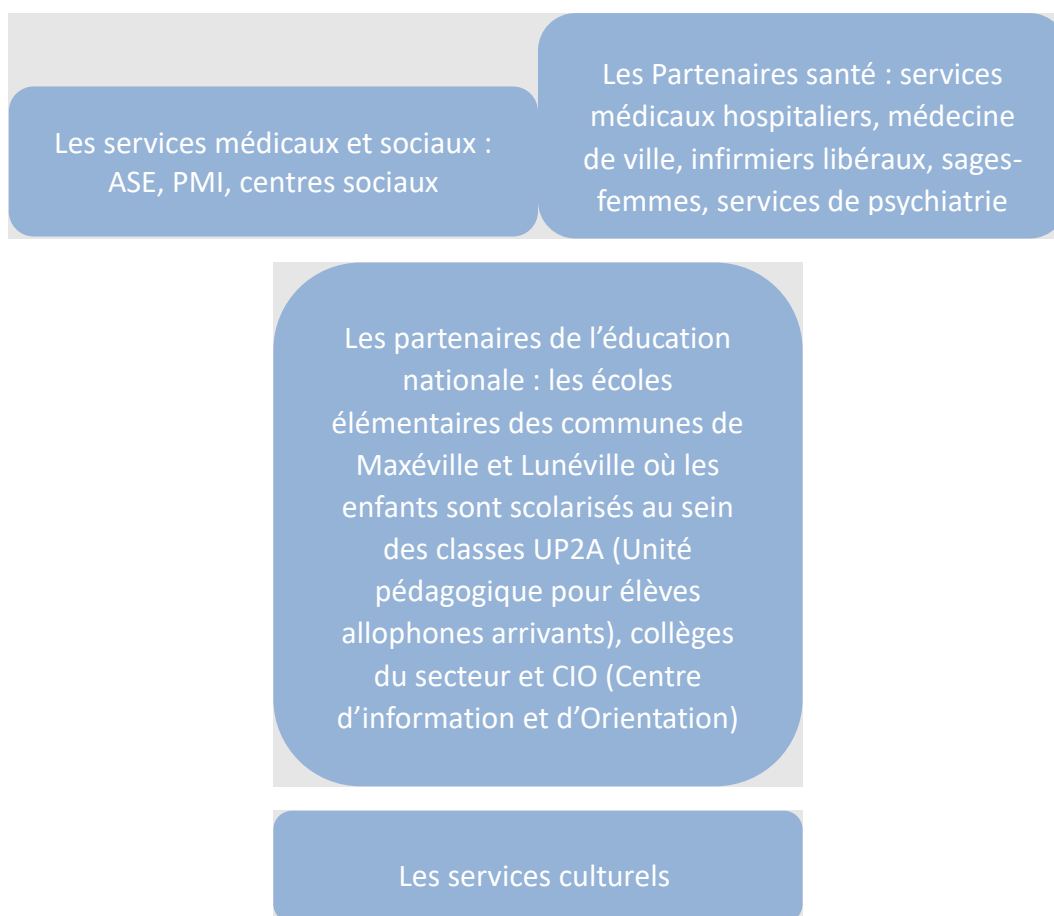 Les services médicaux et sociaux :
ASE, PMI, centres sociaux
Les Partenaires santé : services
médicaux hospitaliers, médecine
de ville, infirmiers libéraux, sages-
femmes, services de psychiatrie
Les partenaires de l’éducation
nationale : les écoles
élémentaires des communes de
Maxéville et Lunéville où les
enfants sont scolarisés au sein
des classes UP2A (Unité
pédagogique pour élèves
allophones arrivants), collèges
du secteur et CIO (Centre
d’information et d’Orientation)
Les services culturels